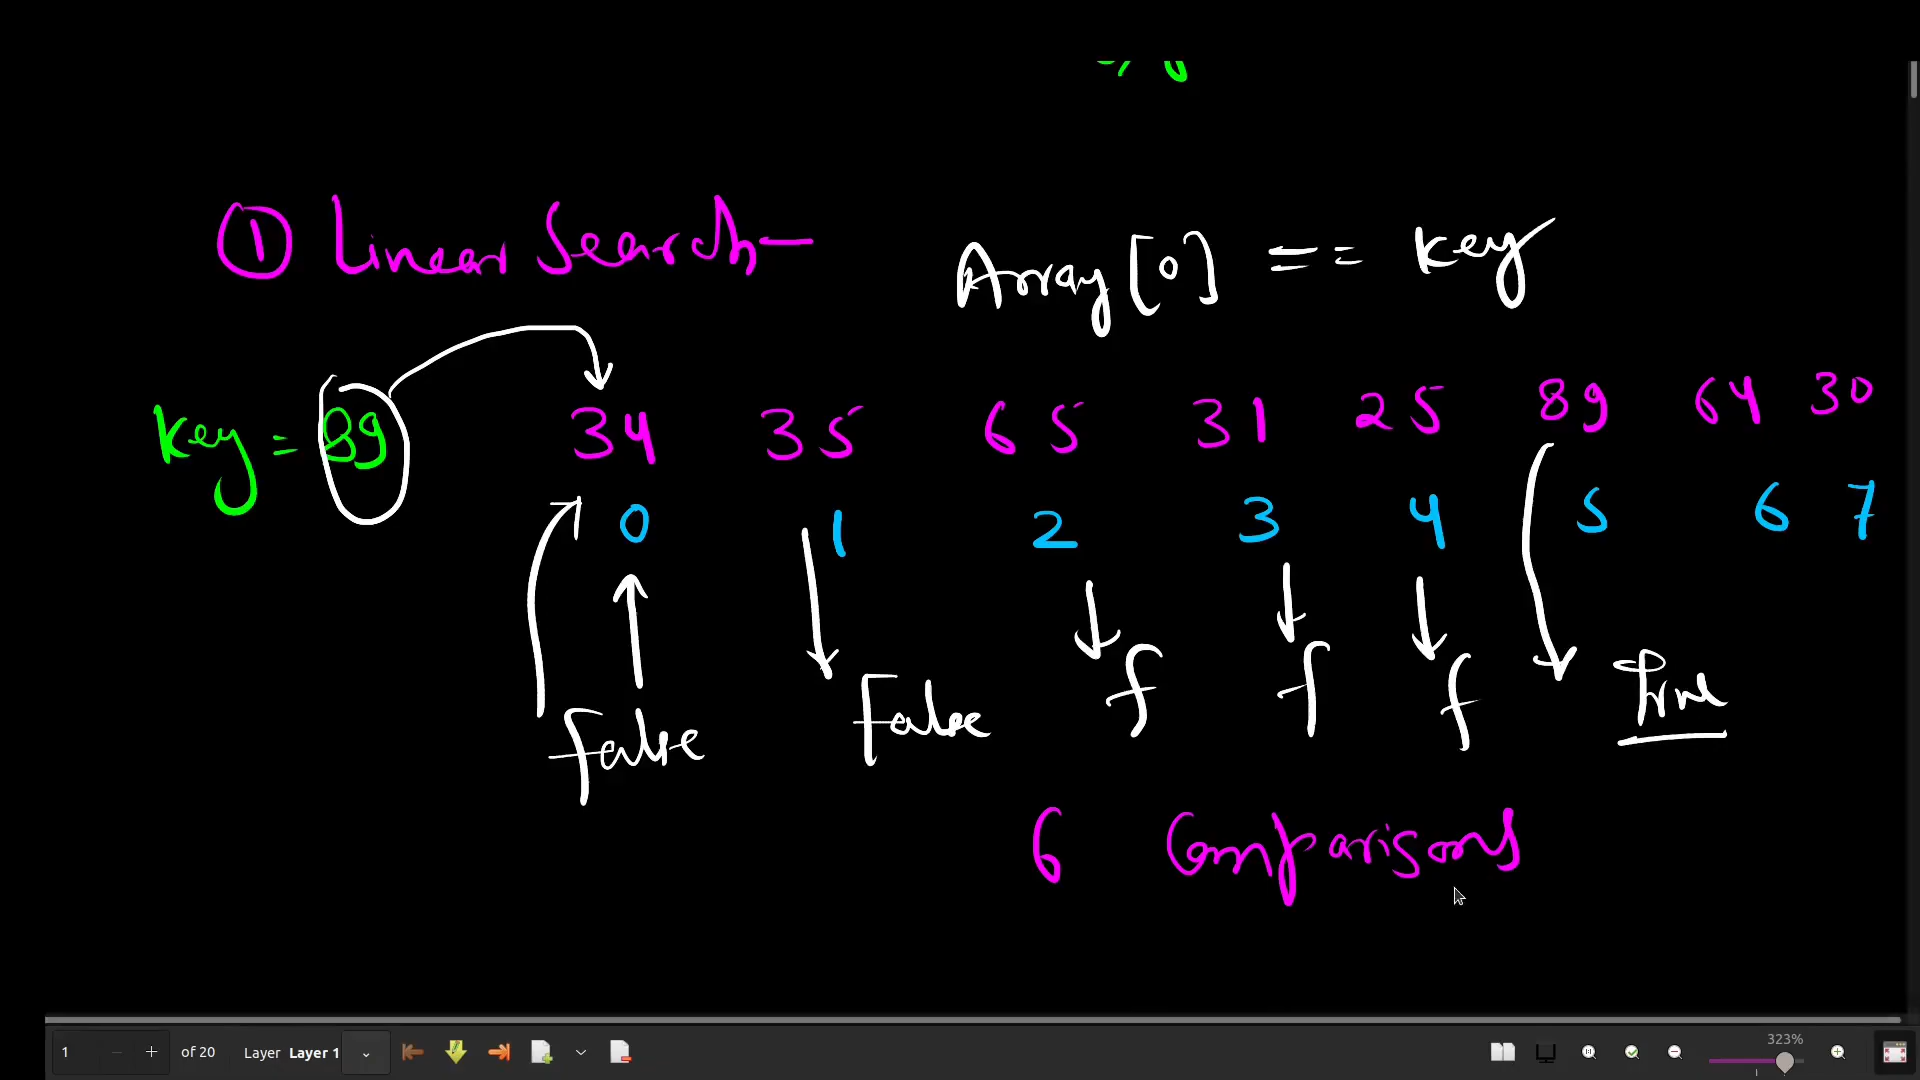 ① Linear Search-
Array[0] == key
key = 89
34 35 65 31 25 89 64 30
0 1 2 3 4 5 6 7
False False f f f True
6 Comparisons
1 of 20 Layer Layer 1
323%